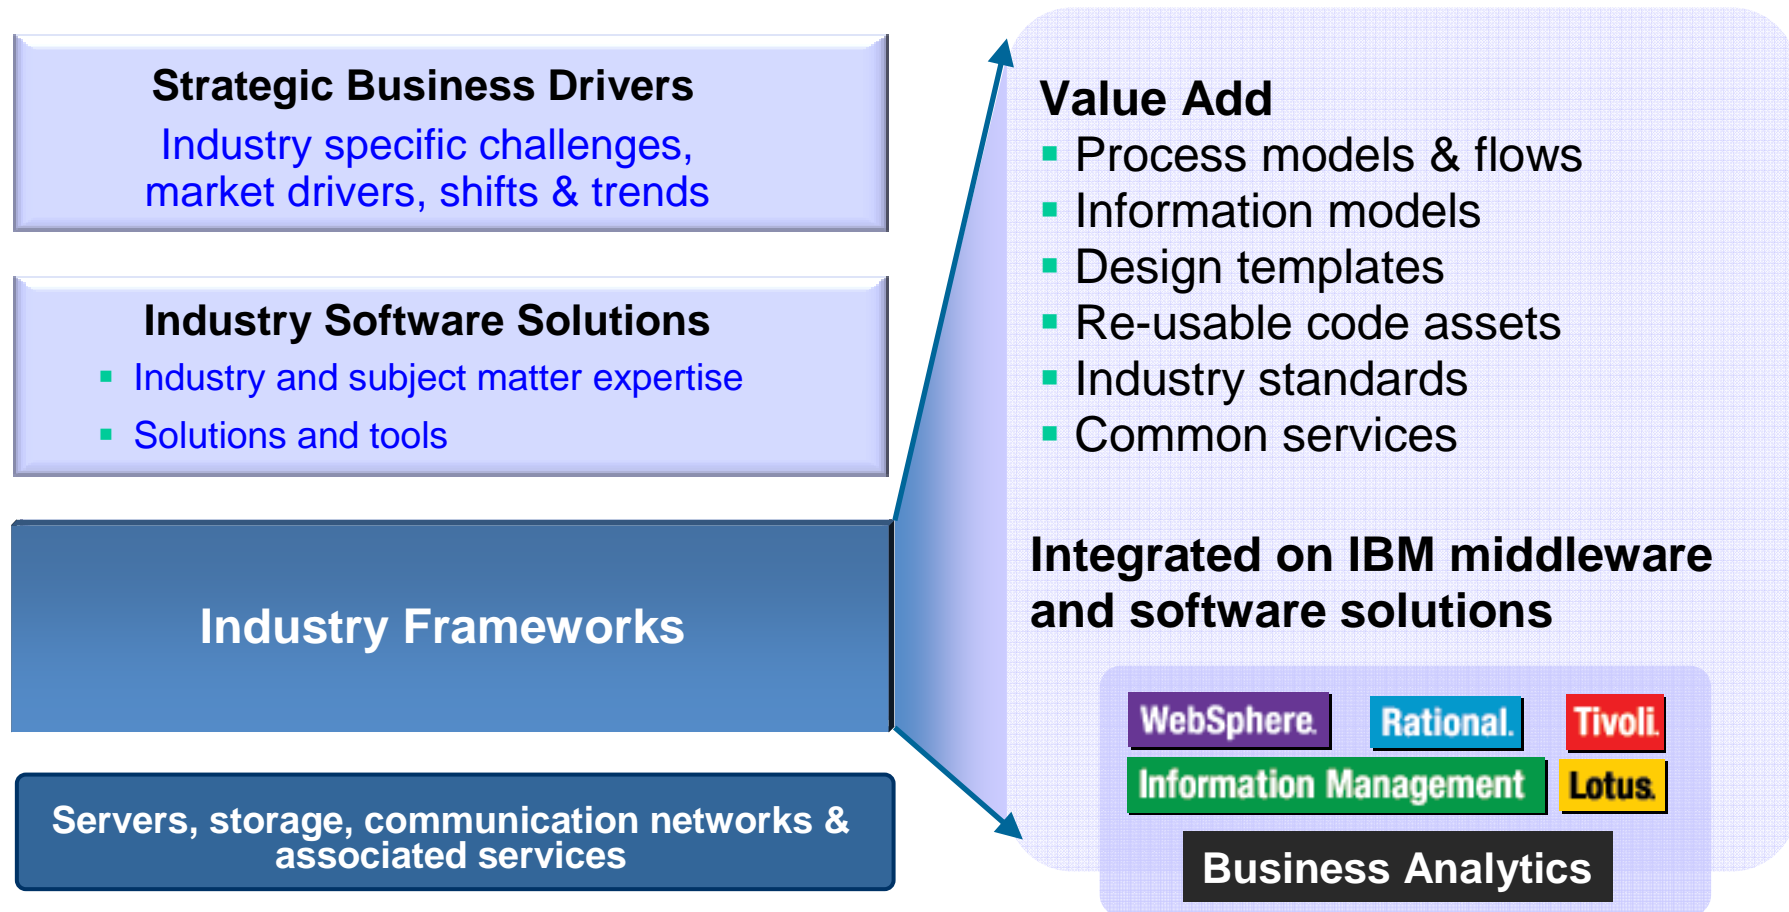 Strategic Business Drivers
Industry specific challenges,
market drivers, shifts & trends
Industry Software Solutions
Industry and subject matter expertise
Solutions and tools
Industry Frameworks
Servers, storage, communication networks &
associated services
Value Add
Process models & flows
Information models
Design templates
Re-usable code assets
Industry standards
Common services
Integrated on IBM middleware
and software solutions
WebSphere. Rational. Tivoli.
Information Management Lotus.
Business Analytics